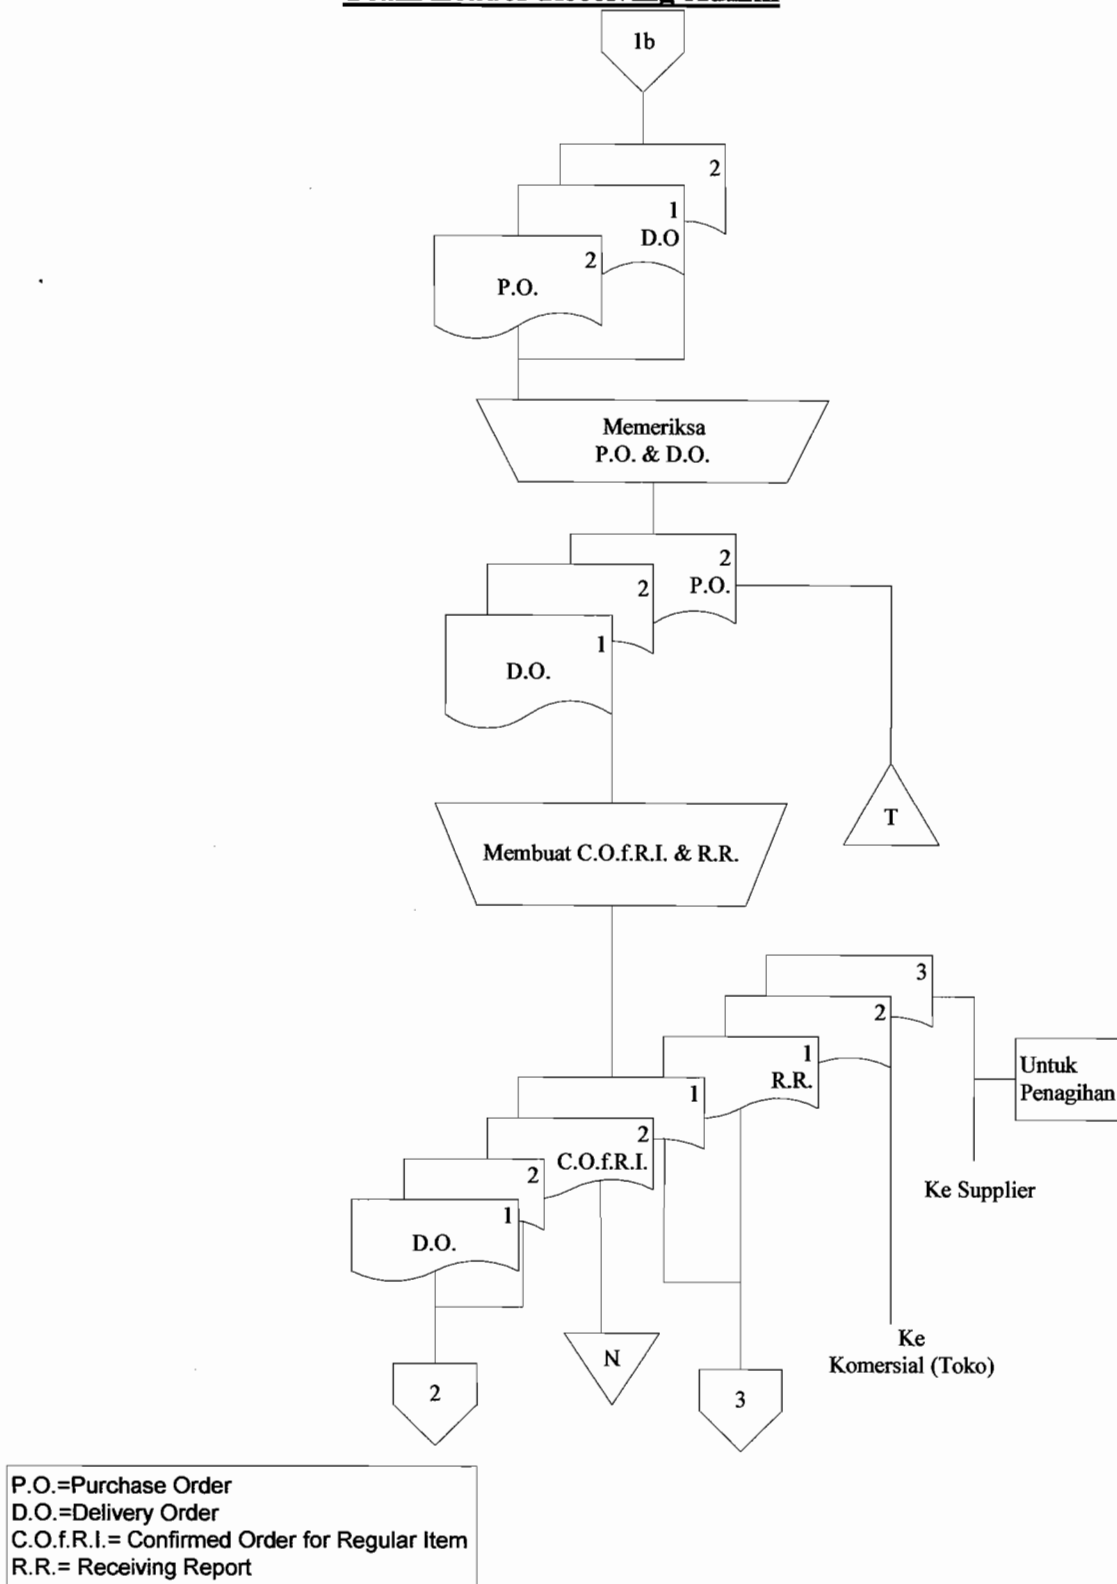 Receiving
1b
2
1
D.O
2
P.O.
Memeriksa
P.O. & D.O.
2
P.O.
2
1
D.O.
T
Membuat C.O.f.R.I. & R.R.
3
2
1
R.R.
Untuk
Penagihan
1
2
C.O.f.R.I.
2
1
D.O.
Ke Supplier
Ke
Komersial (Toko)
N
2
3
P.O.=Purchase Order
D.O.=Delivery Order
C.O.f.R.I.= Confirmed Order for Regular Item
R.R.= Receiving Report